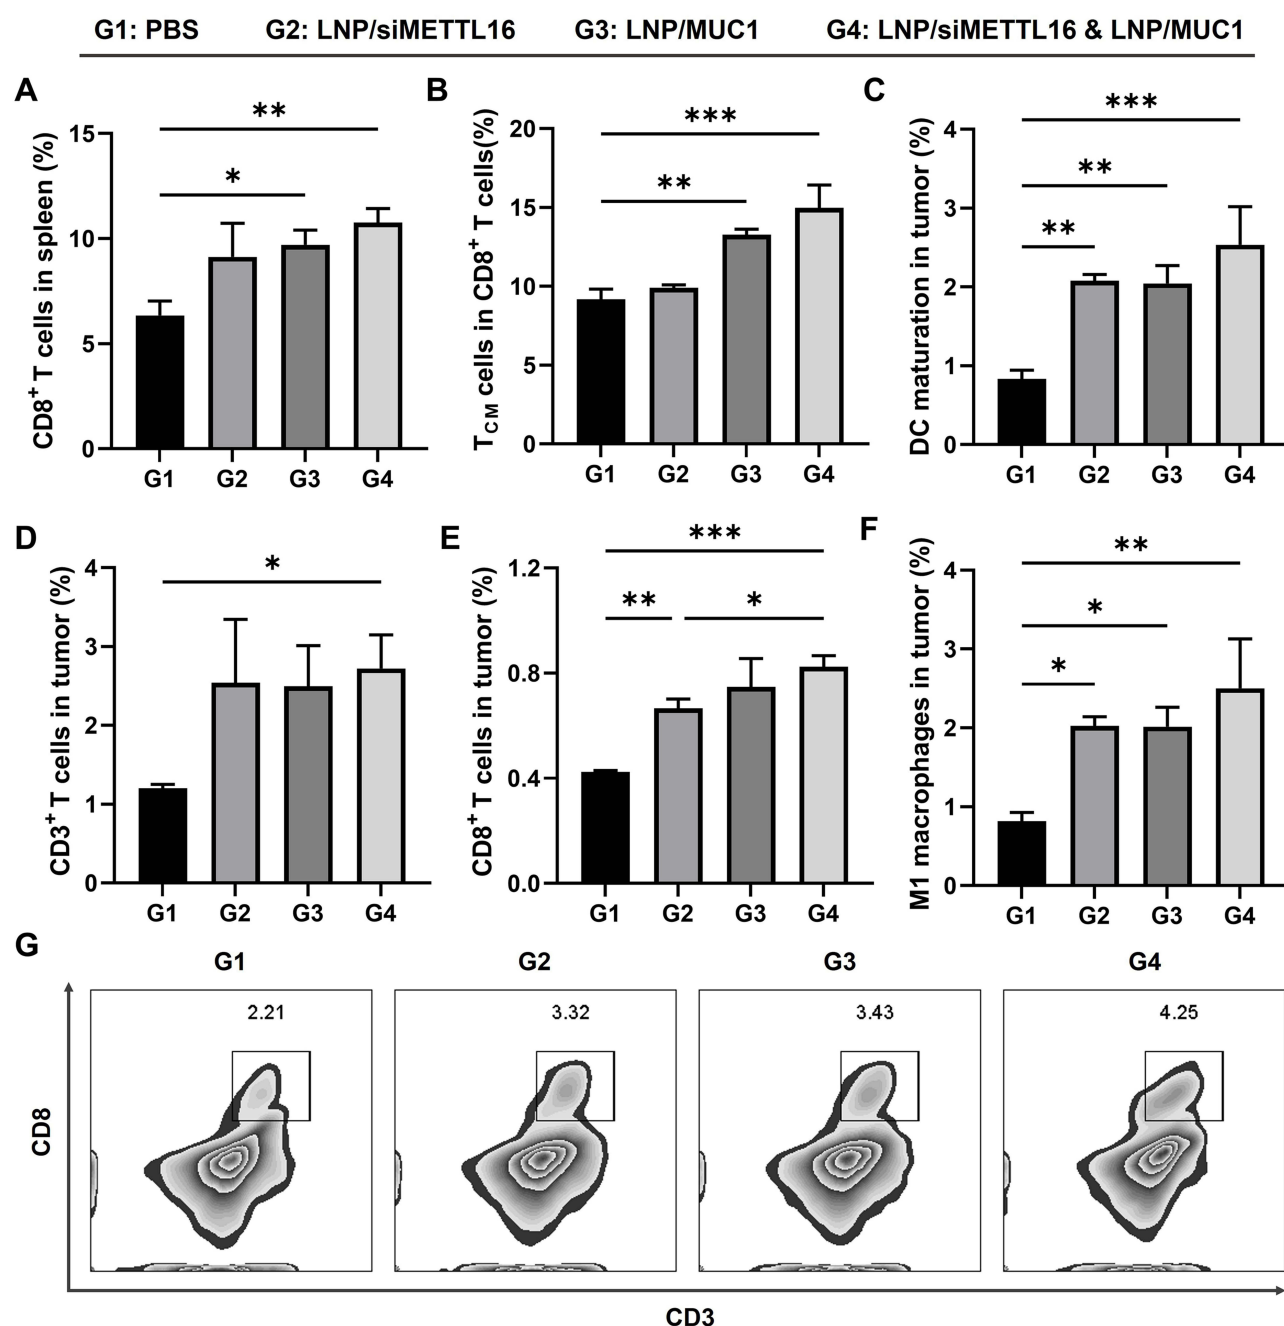 G1: PBS G2: LNP/siMETTL16 G3: LNP/MUC1 G4: LNP/siMETTL16 & LNP/MUC1
A
CD8+ T cells in spleen (%)
15
10
5
0
**
*
G1 G2 G3 G4
B
TCM cells in CD8+ T cells(%)
20
15
10
5
0
***
**
G1 G2 G3 G4
C
DC maturation in tumor (%)
4
3
2
1
0
***
**
**
G1 G2 G3 G4
D
CD3+ T cells in tumor (%)
4
3
2
1
0
*
G1 G2 G3 G4
E
CD8+ T cells in tumor (%)
1.2
0.8
0.4
0.0
***
** *
G1 G2 G3 G4
F
M1 macrophages in tumor (%)
4
3
2
1
0
**
*
*
G1 G2 G3 G4
G
G1 G2 G3 G4
2.21 3.32 3.43 4.25
CD8
CD3